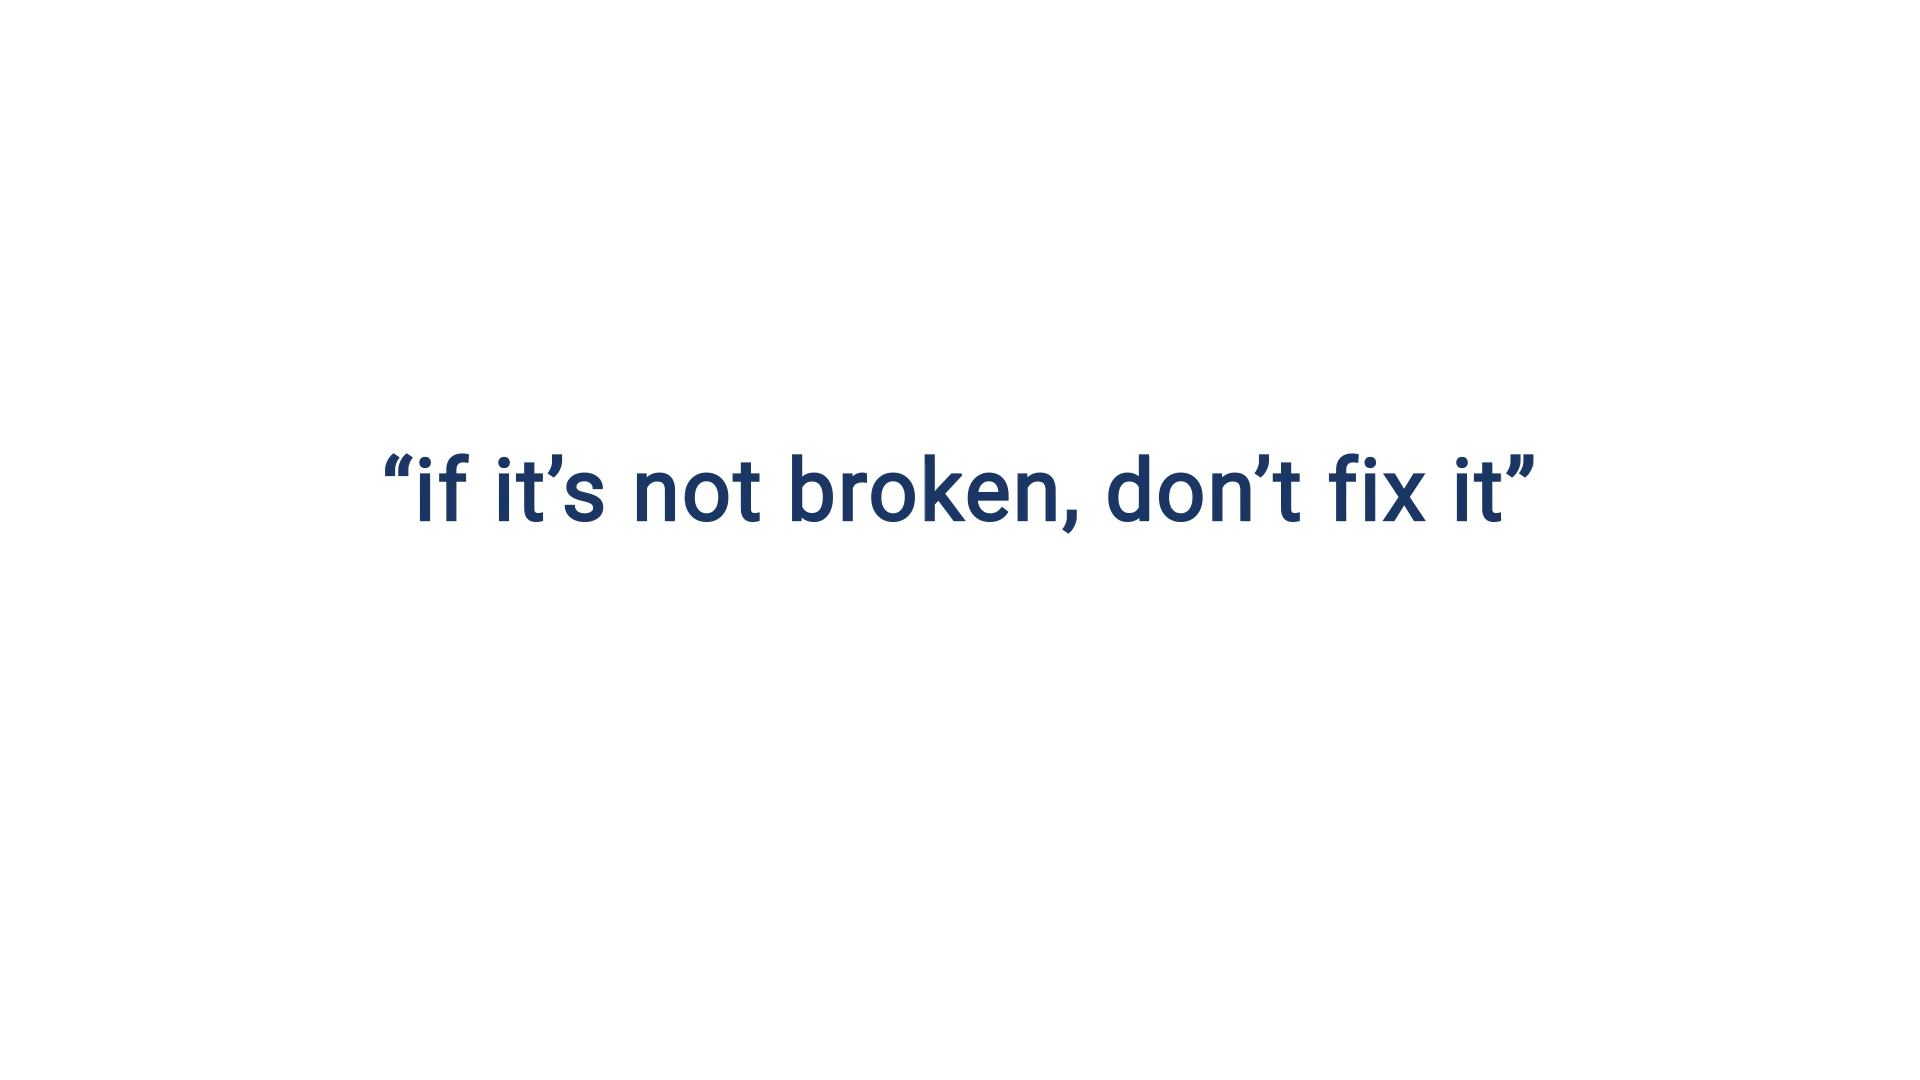 “if it’s not broken, don’t fix it”